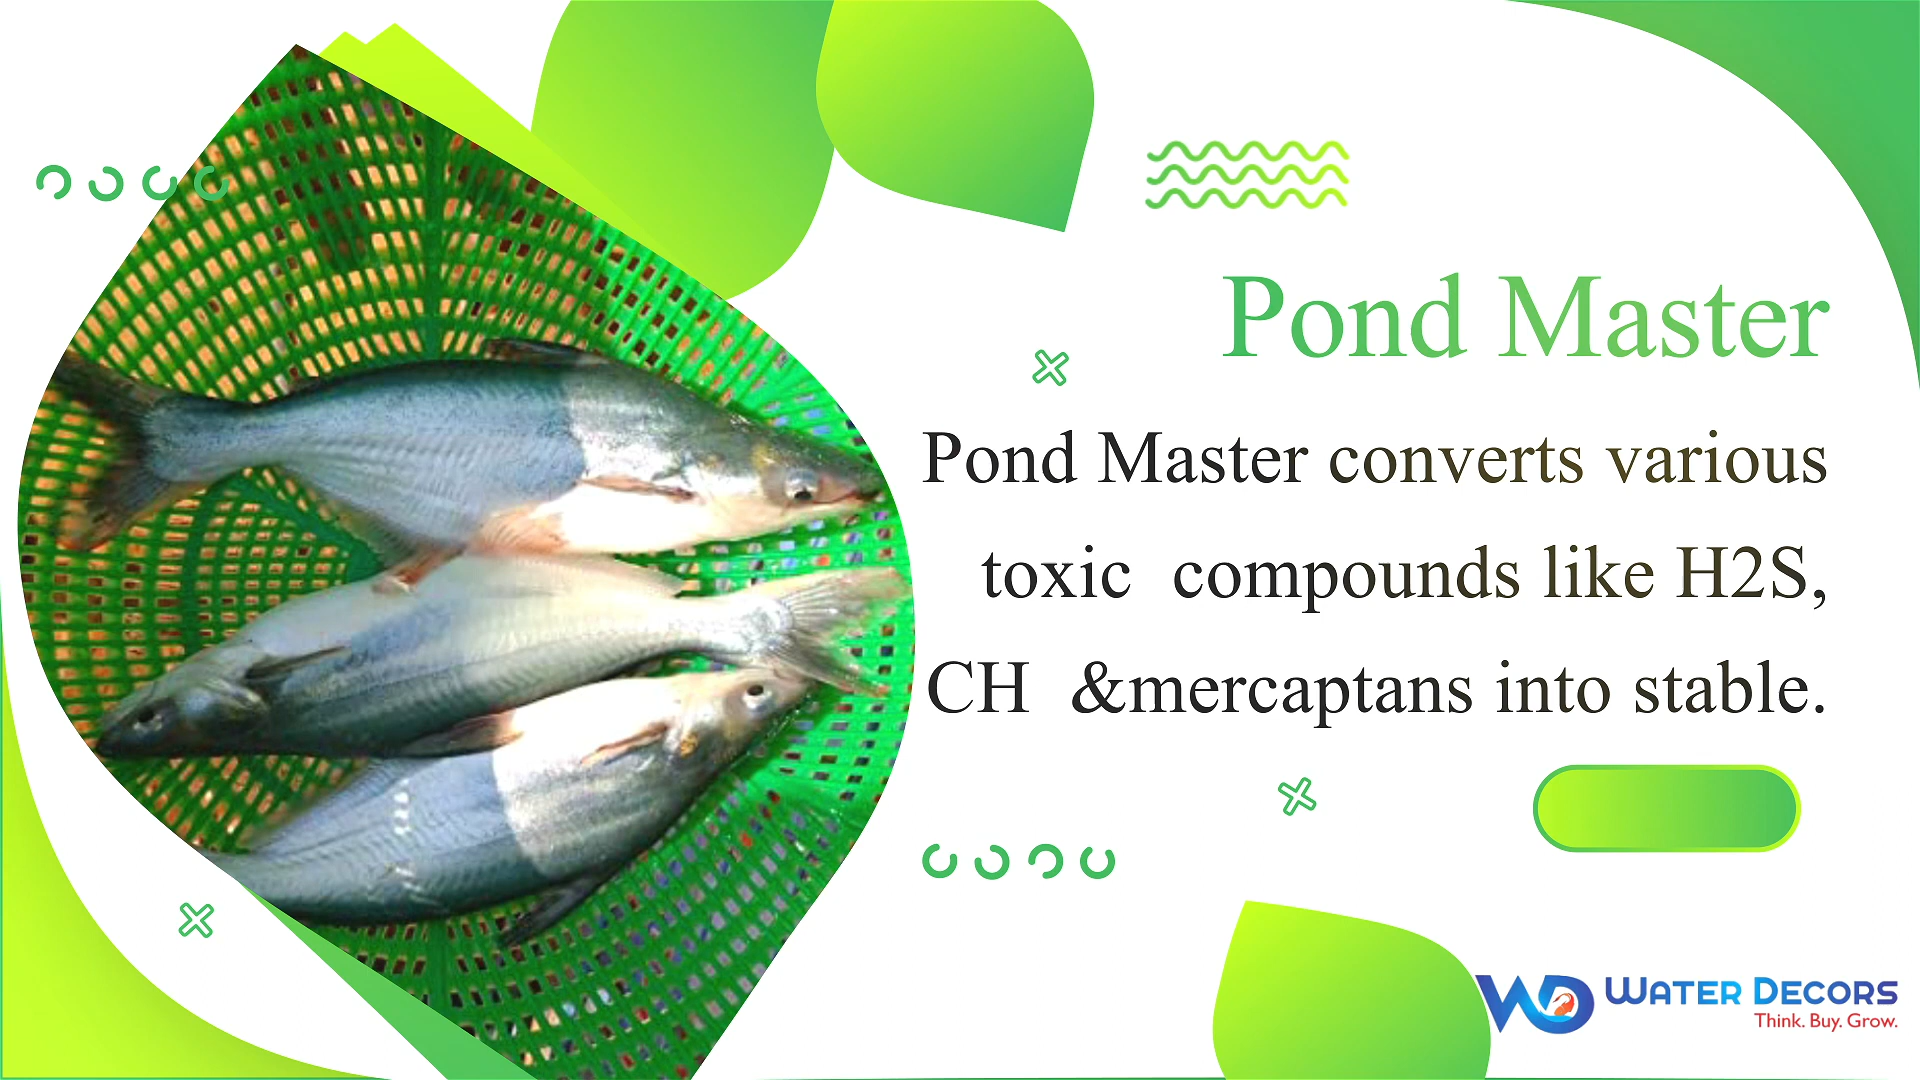 Pond Master
Pond Master converts various
toxic compounds like H2S,
CH &mercaptans into stable.
WD WATER DECORS
Think. Buy. Grow.